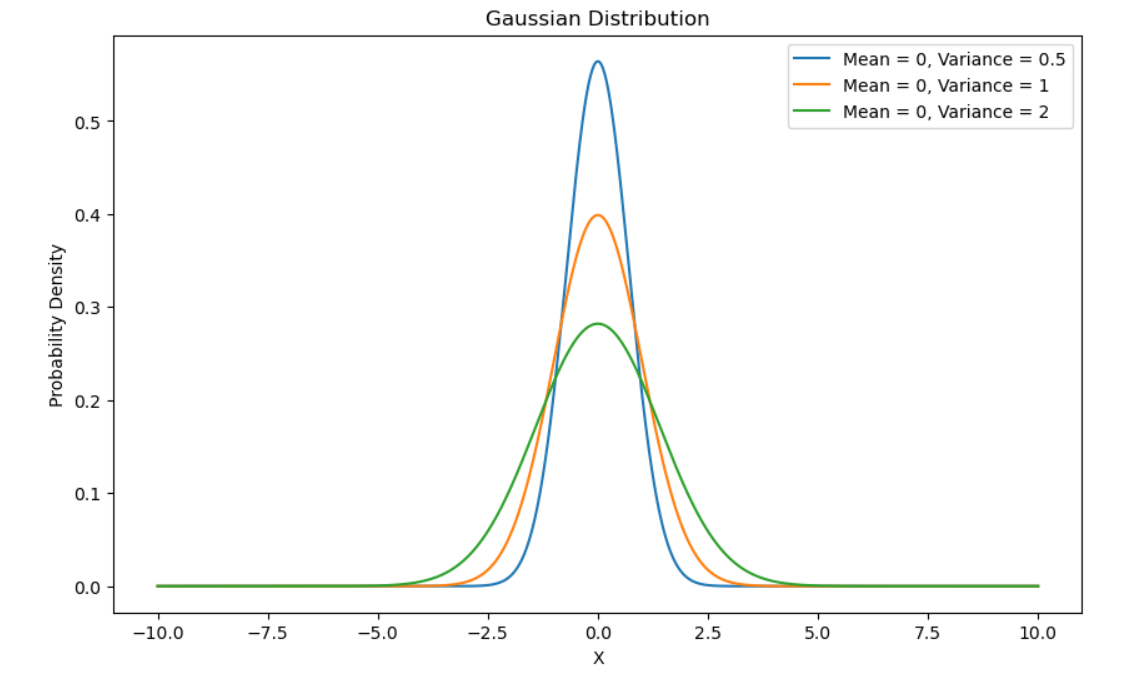 Gaussian Distribution
Mean = 0, Variance = 0.5
Mean = 0, Variance = 1
Mean = 0, Variance = 2
Probability Density
0.5
0.4
0.3
0.2
0.1
0.0
−10.0 −7.5 −5.0 −2.5 0.0 2.5 5.0 7.5 10.0
X